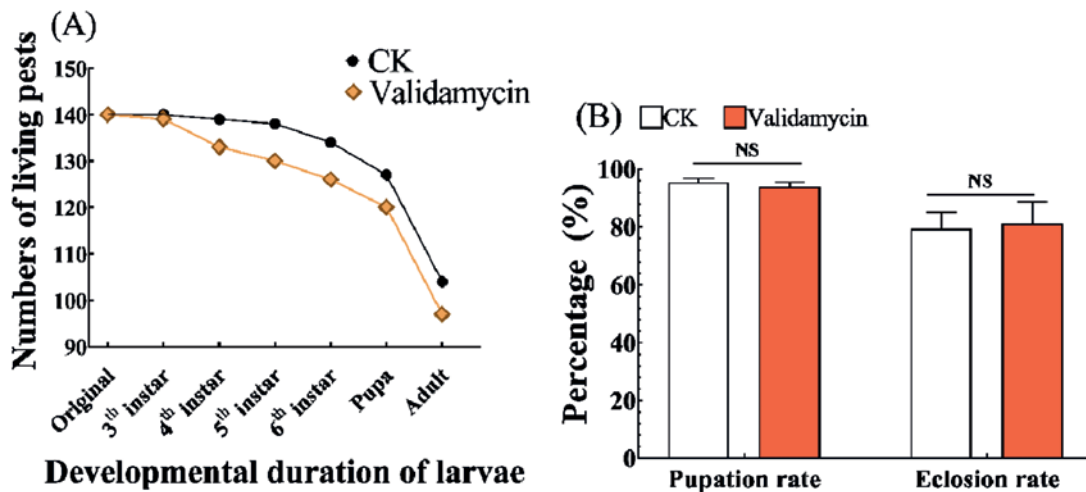 (A)
CK
Validamycin
Numbers of living pests
150
140
130
120
110
100
90
Original
3th instar
4th instar
5th instar
6th instar
Pupa
Adult
Developmental duration of larvae
(B)
CK Validamycin
Percentage (%)
100
80
60
40
20
0
NS
NS
Pupation rate Eclosion rate